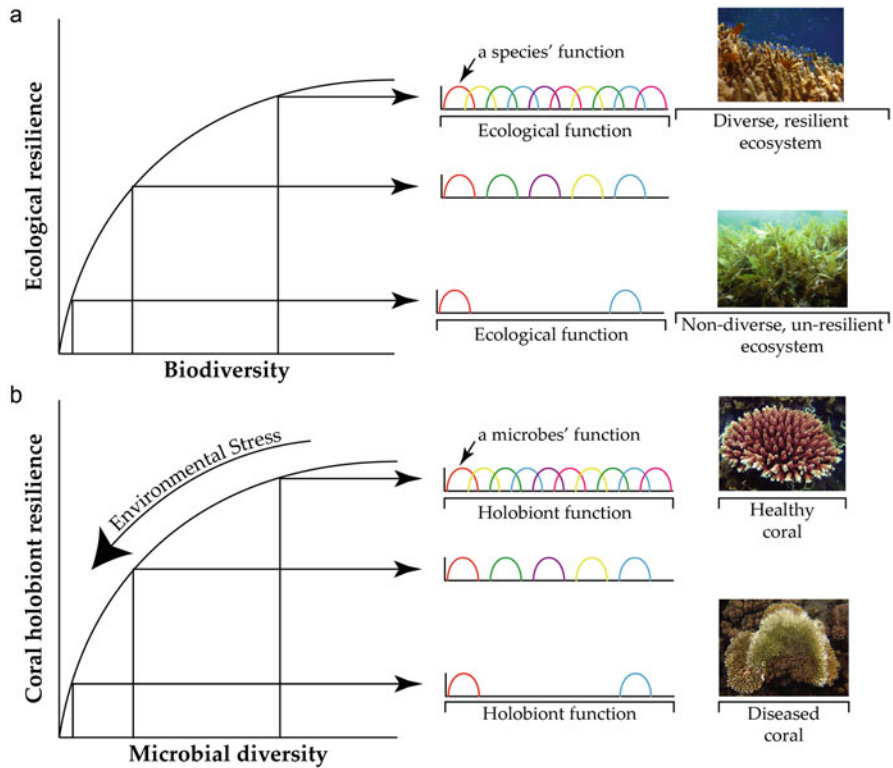 a
Ecological resilience
Biodiversity
a species' function
Ecological function
Diverse, resilient
ecosystem
Ecological function
Non-diverse, un-resilient
ecosystem
b
Coral holobiont resilience
Environmental Stress
Microbial diversity
a microbes' function
Holobiont function
Healthy
coral
Holobiont function
Diseased
coral